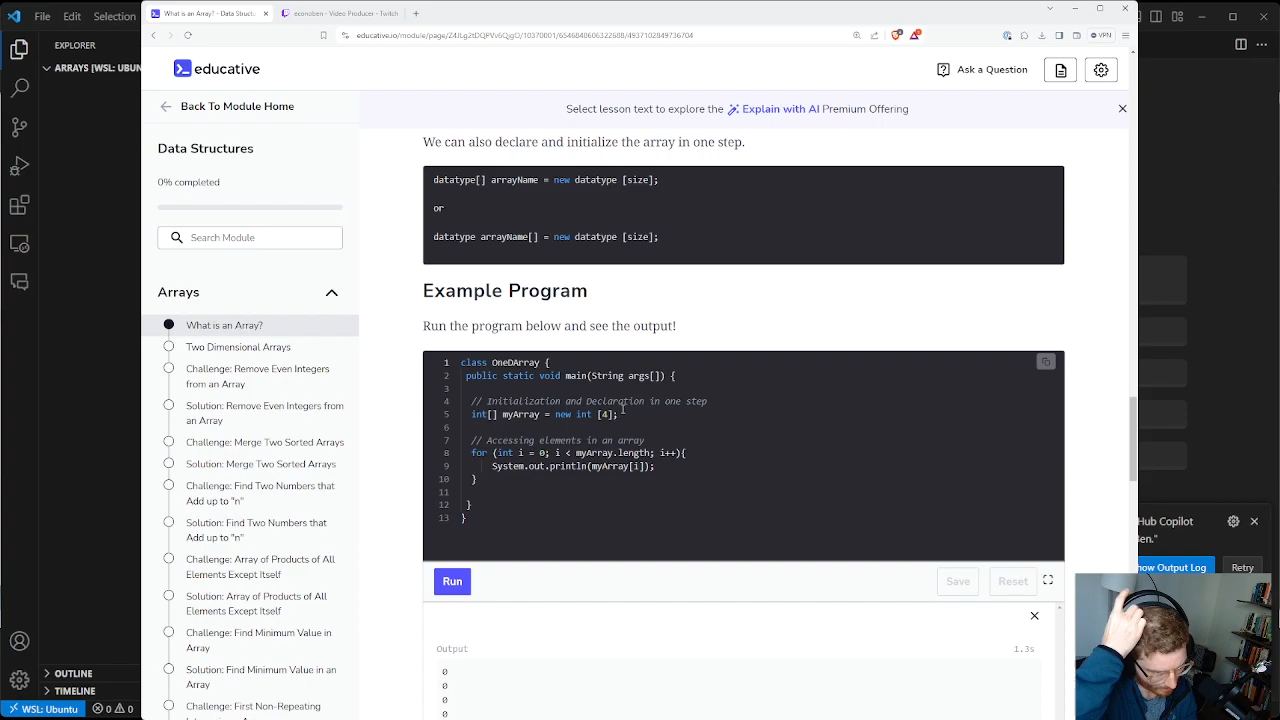 File Edit Selection
What is an Array? - Data Struct
econoben - Video Producer - Twitch
educative.io/module/page/Z4JLg2tDQPVv6QjgO/10370001/6546840606322688/4937102849736704
VPN
EXPLORER
ARRAYS [WSL: UBUN
educative
Ask a Question
Back To Module Home
Select lesson text to explore the Explain with AI Premium Offering
Data Structures
0% completed
Search Module
Arrays
What is an Array?
Two Dimensional Arrays
Challenge: Remove Even Integers
from an Array
Solution: Remove Even Integers from
an Array
Challenge: Merge Two Sorted Arrays
Solution: Merge Two Sorted Arrays
Challenge: Find Two Numbers that
Add up to "n"
Solution: Find Two Numbers that
Add up to "n"
Challenge: Array of Products of All
Elements Except Itself
Solution: Array of Products of All
Elements Except Itself
Challenge: Find Minimum Value in
Array
Solution: Find Minimum Value in an
Array
Challenge: First Non-Repeating
We can also declare and initialize the array in one step.
datatype[] arrayName = new datatype [size];
or
datatype arrayName[] = new datatype [size];
Example Program
Run the program below and see the output!
1 class OneDArray {
2 public static void main(String args[]) {
3
4 // Initialization and Declaration in one step
5 int[] myArray = new int [4];
6
7 // Accessing elements in an array
8 for (int i = 0; i < myArray.length; i++){
9 System.out.println(myArray[i]);
10 }
11
12 }
13 }
Run
Save
Reset
Output
1.3s
0
0
0
0
Hub Copilot
en."
how Output Log
Retry
OUTLINE
TIMELINE
WSL: Ubuntu
0
0